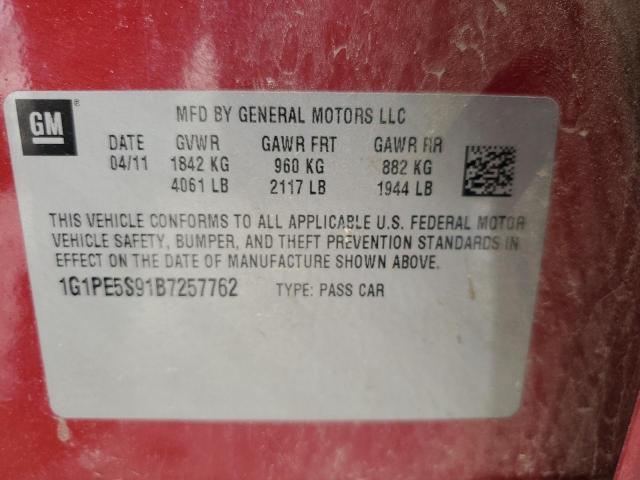 GM ®
MFD BY GENERAL MOTORS LLC
DATE GVWR GAWR FRT GAWR RR
04/11 1842 KG 960 KG 882 KG
4061 LB 2117 LB 1944 LB
THIS VEHICLE CONFORMS TO ALL APPLICABLE U.S. FEDERAL MOTOR
VEHICLE SAFETY, BUMPER, AND THEFT PREVENTION STANDARDS IN
EFFECT ON THE DATE OF MANUFACTURE SHOWN ABOVE.
1G1PE5S91B7257762 TYPE: PASS CAR